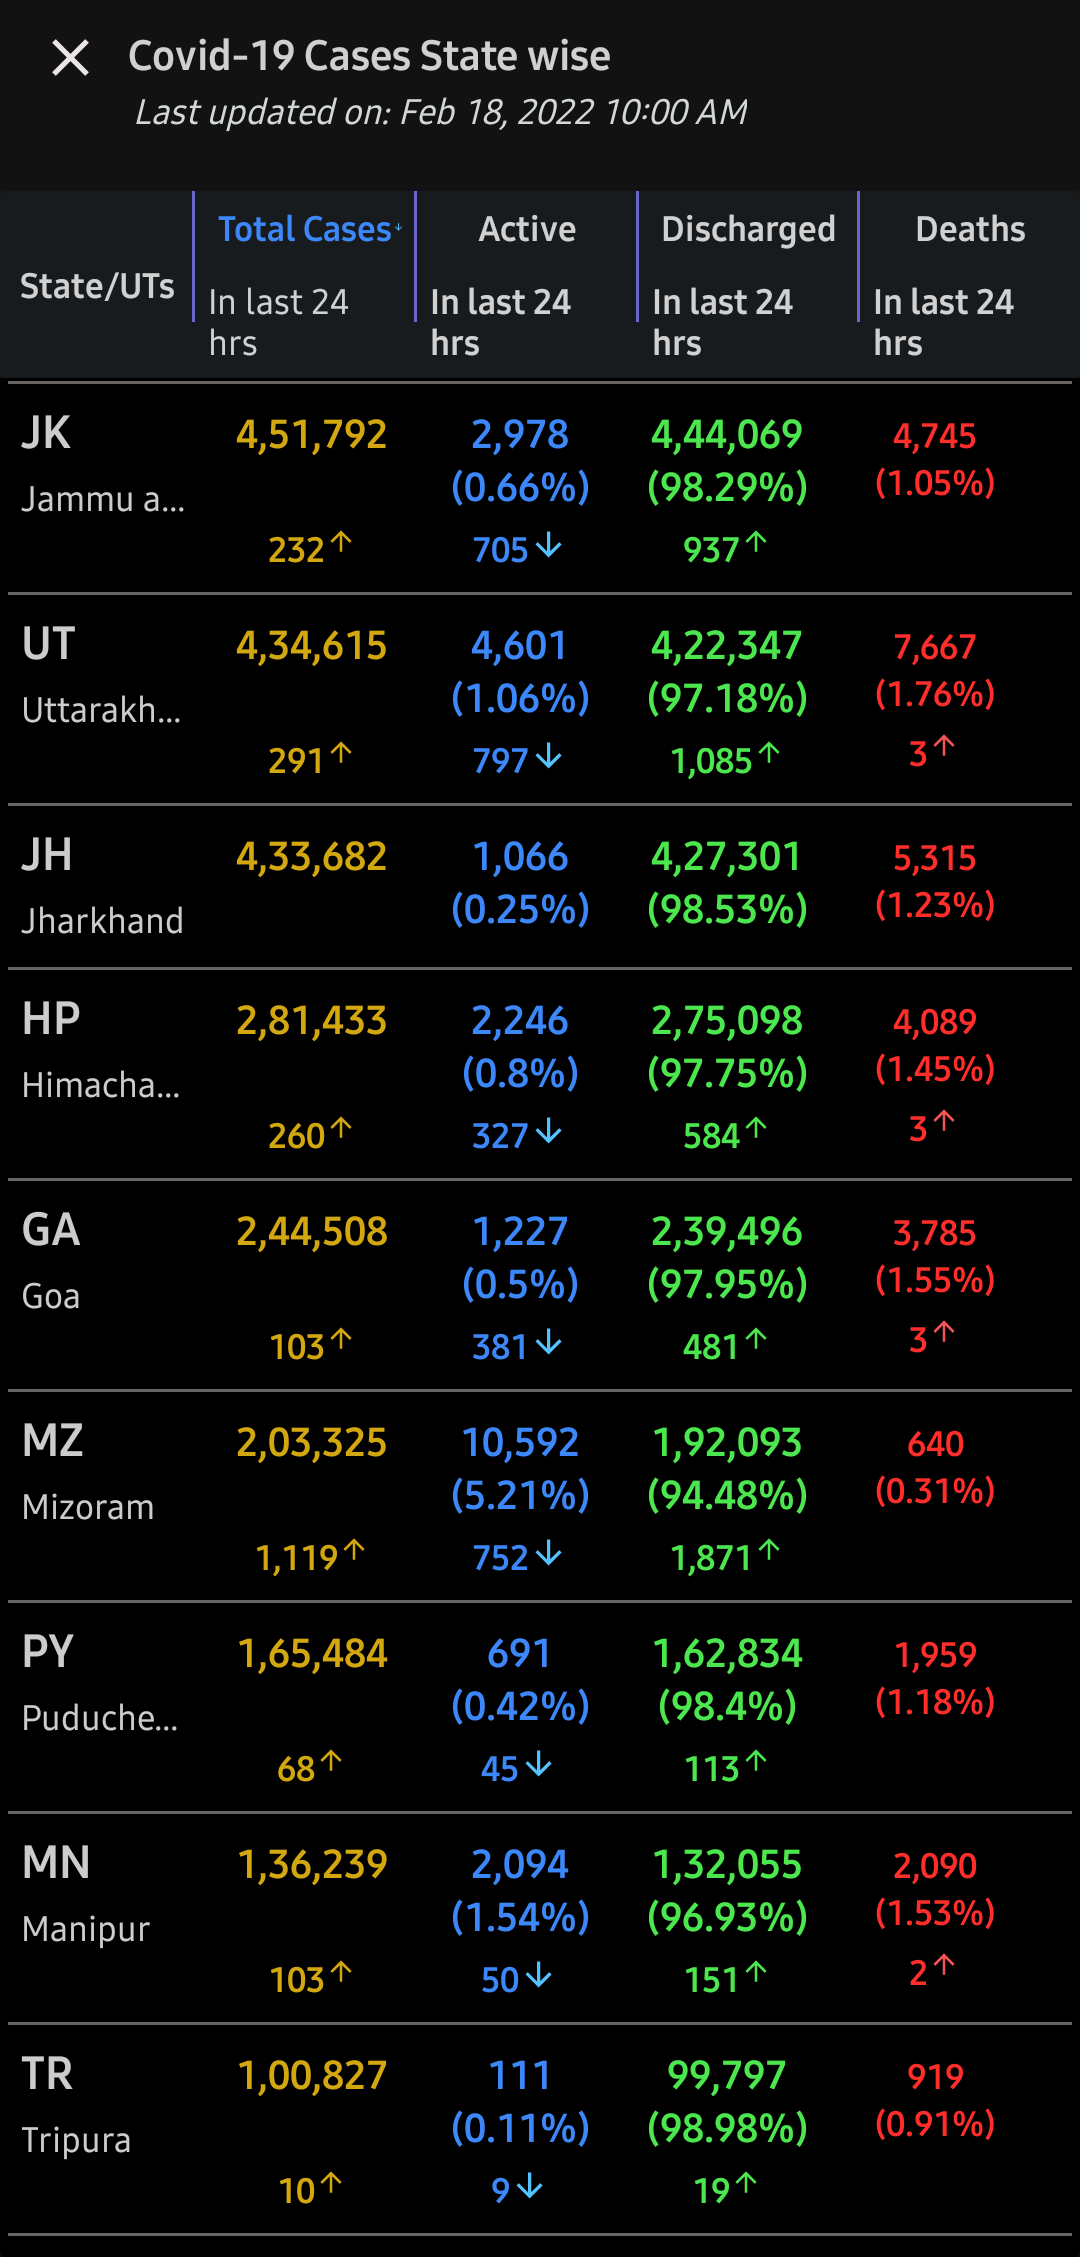 Covid-19 Cases State wise
Last updated on: Feb 18, 2022 10:00 AM
State/UTs Total Cases↓ Active Discharged Deaths
In last 24 hrs In last 24 hrs In last 24 hrs In last 24 hrs
JK 4,51,792 2,978 4,44,069 4,745
Jammu a... (0.66%) (98.29%) (1.05%)
232↑ 705↓ 937↑
UT 4,34,615 4,601 4,22,347 7,667
Uttarakh... (1.06%) (97.18%) (1.76%)
291↑ 797↓ 1,085↑ 3↑
JH 4,33,682 1,066 4,27,301 5,315
Jharkhand (0.25%) (98.53%) (1.23%)
HP 2,81,433 2,246 2,75,098 4,089
Himacha... (0.8%) (97.75%) (1.45%)
260↑ 327↓ 584↑ 3↑
GA 2,44,508 1,227 2,39,496 3,785
Goa (0.5%) (97.95%) (1.55%)
103↑ 381↓ 481↑ 3↑
MZ 2,03,325 10,592 1,92,093 640
Mizoram (5.21%) (94.48%) (0.31%)
1,119↑ 752↓ 1,871↑
PY 1,65,484 691 1,62,834 1,959
Puduche... (0.42%) (98.4%) (1.18%)
68↑ 45↓ 113↑
MN 1,36,239 2,094 1,32,055 2,090
Manipur (1.54%) (96.93%) (1.53%)
103↑ 50↓ 151↑ 2↑
TR 1,00,827 111 99,797 919
Tripura (0.11%) (98.98%) (0.91%)
10↑ 9↓ 19↑